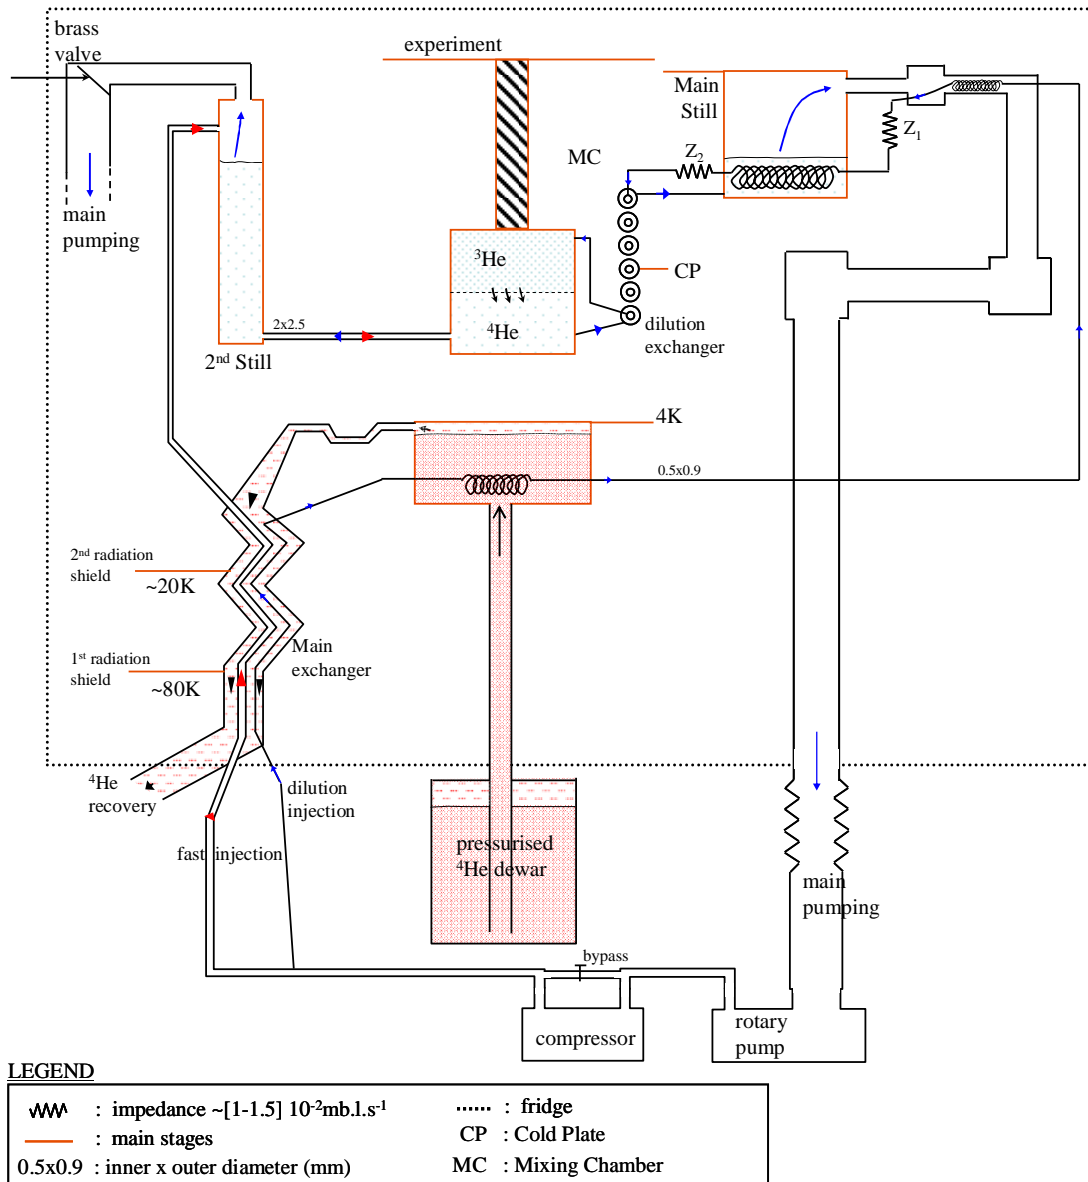 brass
valve
experiment
Main
Still
Z1
Z2
MC
main
pumping
3He
CP
4He
2x2.5
dilution
exchanger
2nd Still
4K
0.5x0.9
2nd radiation
shield
~20K
Main
exchanger
1st radiation
shield
~80K
4He
recovery
dilution
injection
fast injection
pressurised
4He dewar
main
pumping
bypass
compressor
rotary
pump
LEGEND
: impedance ~[1-1.5] 10-2mb.l.s-1
: fridge
: main stages
CP : Cold Plate
0.5x0.9 : inner x outer diameter (mm)
MC : Mixing Chamber